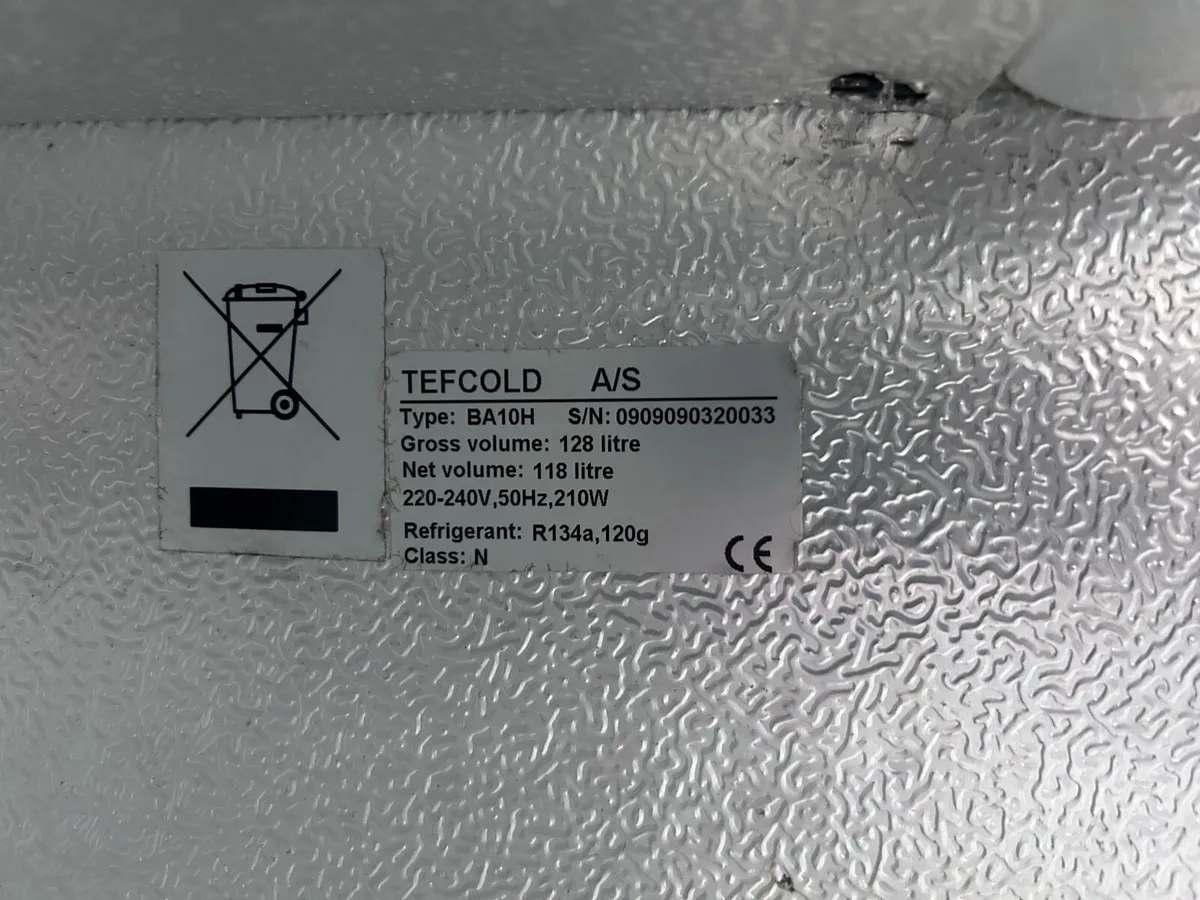 TEFCOLD A/S
Type: BA10H S/N: 0909090320033
Gross volume: 128 litre
Net volume: 118 litre
220-240V,50Hz,210W
Refrigerant: R134a,120g
Class: N
CE